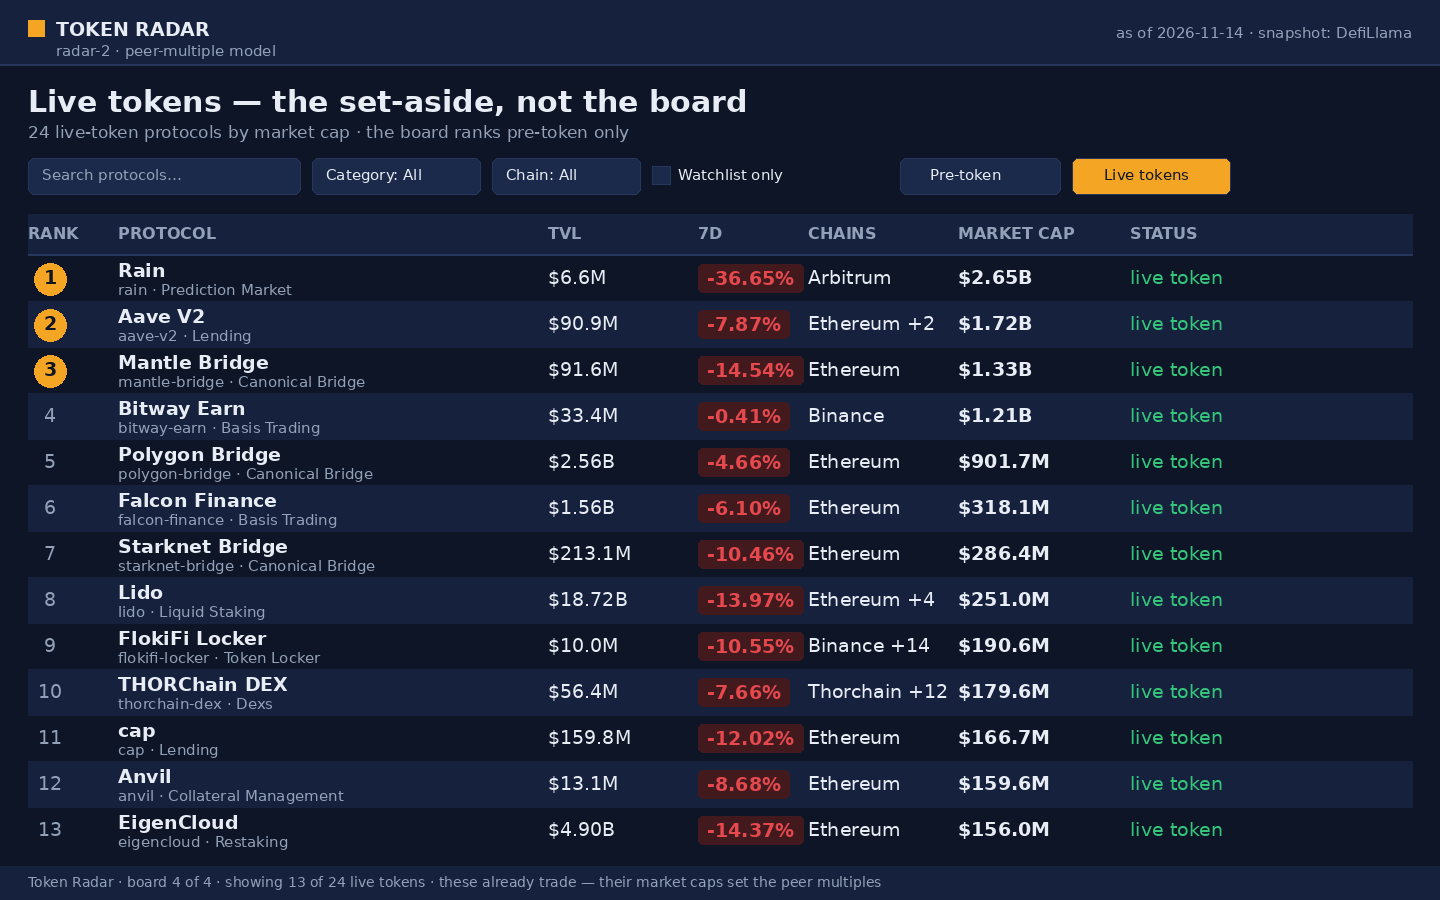 TOKEN RADAR
radar-2 · peer-multiple model
as of 2026-11-14 · snapshot: DefiLlama
Live tokens — the set-aside, not the board
24 live-token protocols by market cap · the board ranks pre-token only
Search protocols... Category: All Chain: All Watchlist only Pre-token Live tokens
RANK PROTOCOL TVL 7D CHAINS MARKET CAP STATUS
1 Rain $6.6M -36.65% Arbitrum $2.65B live token
rain · Prediction Market
2 Aave V2 $90.9M -7.87% Ethereum +2 $1.72B live token
aave-v2 · Lending
3 Mantle Bridge $91.6M -14.54% Ethereum $1.33B live token
mantle-bridge · Canonical Bridge
4 Bitway Earn $33.4M -0.41% Binance $1.21B live token
bitway-earn · Basis Trading
5 Polygon Bridge $2.56B -4.66% Ethereum $901.7M live token
polygon-bridge · Canonical Bridge
6 Falcon Finance $1.56B -6.10% Ethereum $318.1M live token
falcon-finance · Basis Trading
7 Starknet Bridge $213.1M -10.46% Ethereum $286.4M live token
starknet-bridge · Canonical Bridge
8 Lido $18.72B -13.97% Ethereum +4 $251.0M live token
lido · Liquid Staking
9 FlokiFi Locker $10.0M -10.55% Binance +14 $190.6M live token
flokifi-locker · Token Locker
10 THORChain DEX $56.4M -7.66% Thorchain +12 $179.6M live token
thorchain-dex · Dexs
11 cap $159.8M -12.02% Ethereum $166.7M live token
cap · Lending
12 Anvil $13.1M -8.68% Ethereum $159.6M live token
anvil · Collateral Management
13 EigenCloud $4.90B -14.37% Ethereum $156.0M live token
eigencloud · Restaking
Token Radar · board 4 of 4 · showing 13 of 24 live tokens · these already trade — their market caps set the peer multiples